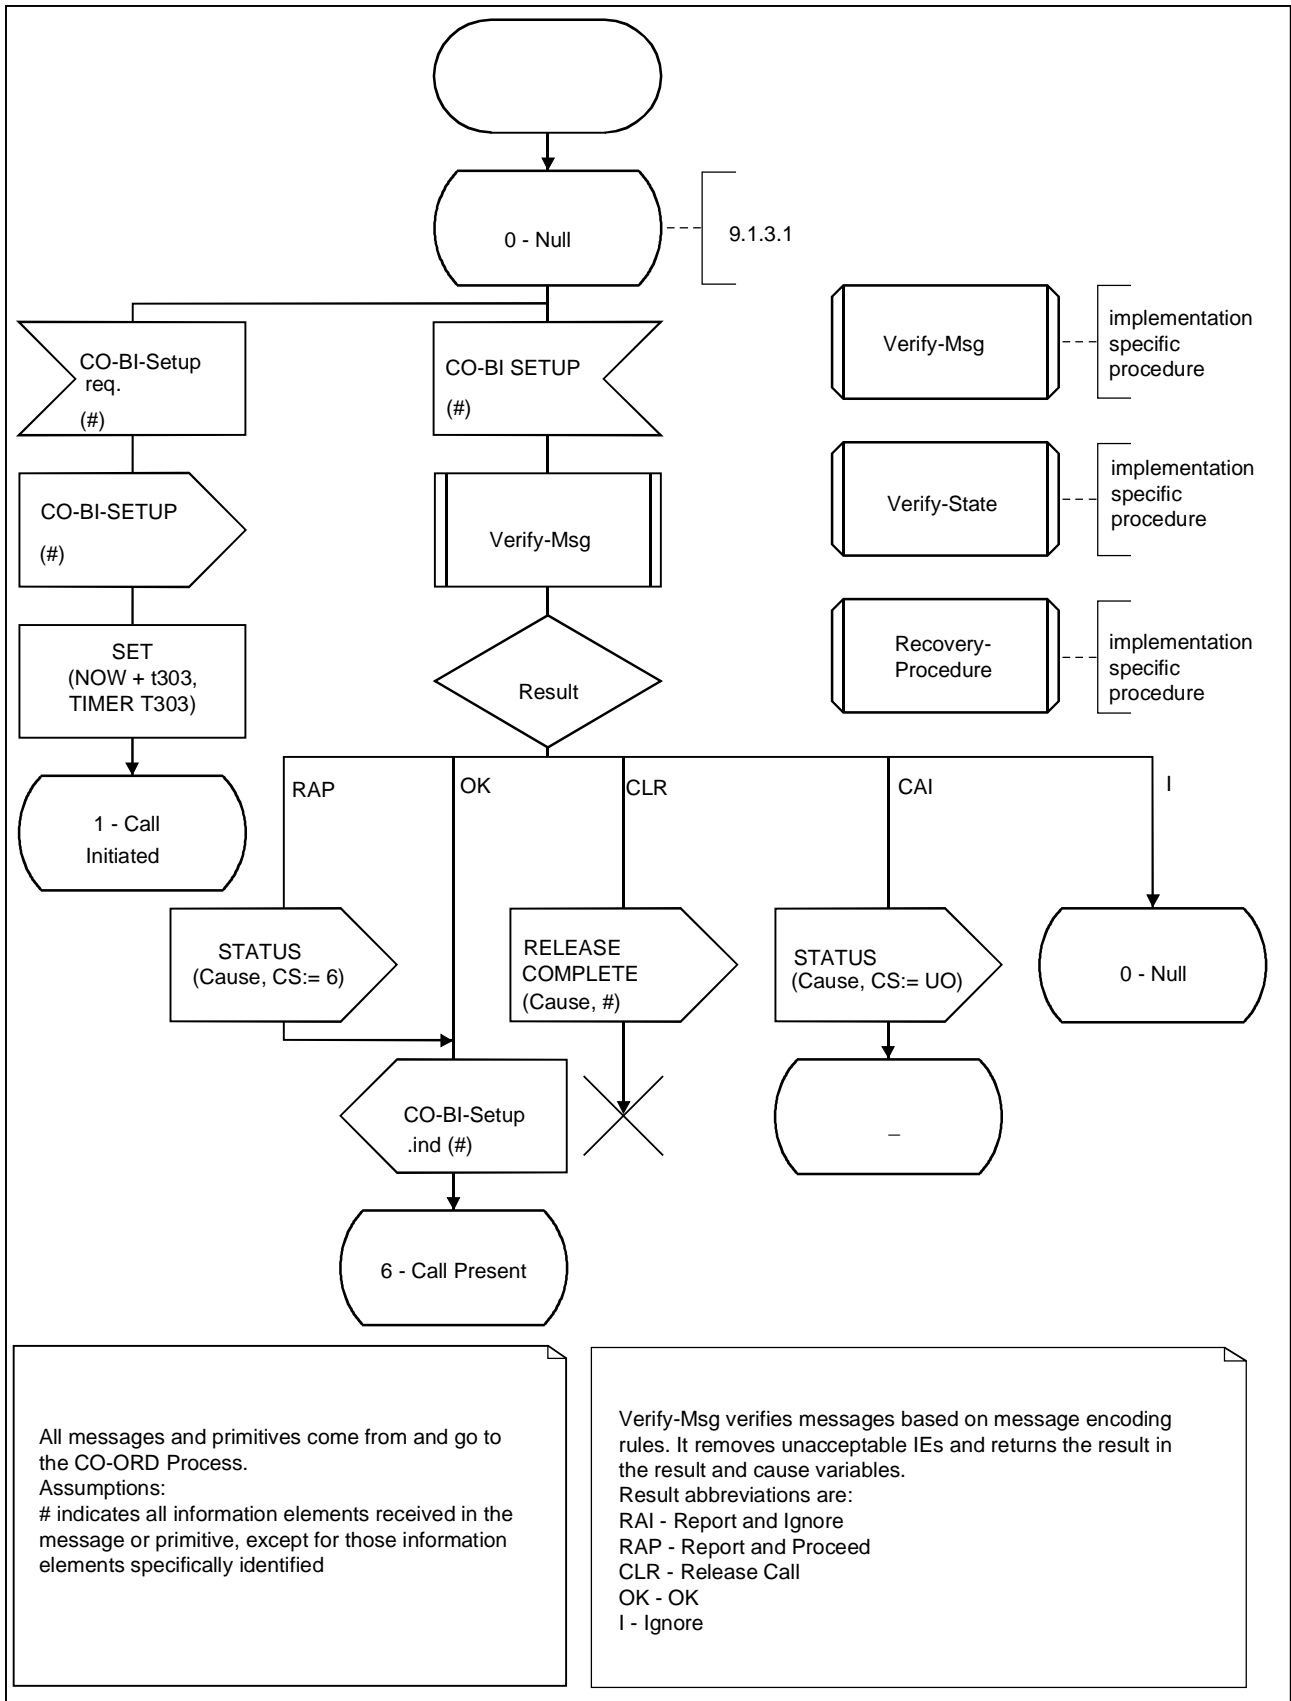 0 - Null
9.1.3.1
CO-BI-Setup
req.
(#)
CO-BI SETUP
(#)
Verify-Msg
implementation
specific
procedure
CO-BI-SETUP
(#)
Verify-Msg
Verify-State
implementation
specific
procedure
SET
(NOW + t303,
TIMER T303)
Result
Recovery-
Procedure
implementation
specific
procedure
RAP
OK
CLR
CAI
I
1 - Call
Initiated
STATUS
(Cause, CS:= 6)
RELEASE
COMPLETE
(Cause, #)
STATUS
(Cause, CS:= UO)
0 - Null
CO-BI-Setup
.ind (#)
_
6 - Call Present
All messages and primitives come from and go to
the CO-ORD Process.
Assumptions:
# indicates all information elements received in the
message or primitive, except for those information
elements specifically identified
Verify-Msg verifies messages based on message encoding
rules. It removes unacceptable IEs and returns the result in
the result and cause variables.
Result abbreviations are:
RAI - Report and Ignore
RAP - Report and Proceed
CLR - Release Call
OK - OK
I - Ignore